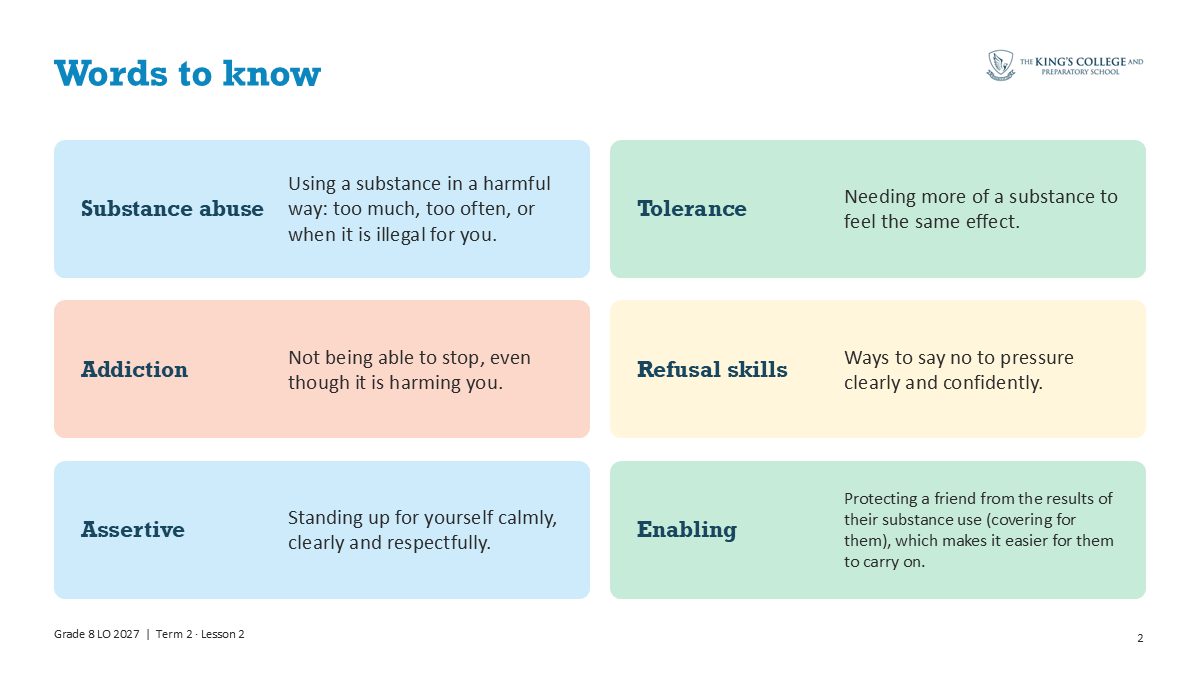 Words to know
THE KING'S COLLEGE AND
PREPARATORY SCHOOL
Substance abuse
Using a substance in a harmful
way: too much, too often, or
when it is illegal for you.
Tolerance
Needing more of a substance to
feel the same effect.
Addiction
Not being able to stop, even
though it is harming you.
Refusal skills
Ways to say no to pressure
clearly and confidently.
Assertive
Standing up for yourself calmly,
clearly and respectfully.
Enabling
Protecting a friend from the results of
their substance use (covering for
them), which makes it easier for them
to carry on.
Grade 8 LO 2027 | Term 2 · Lesson 2
2